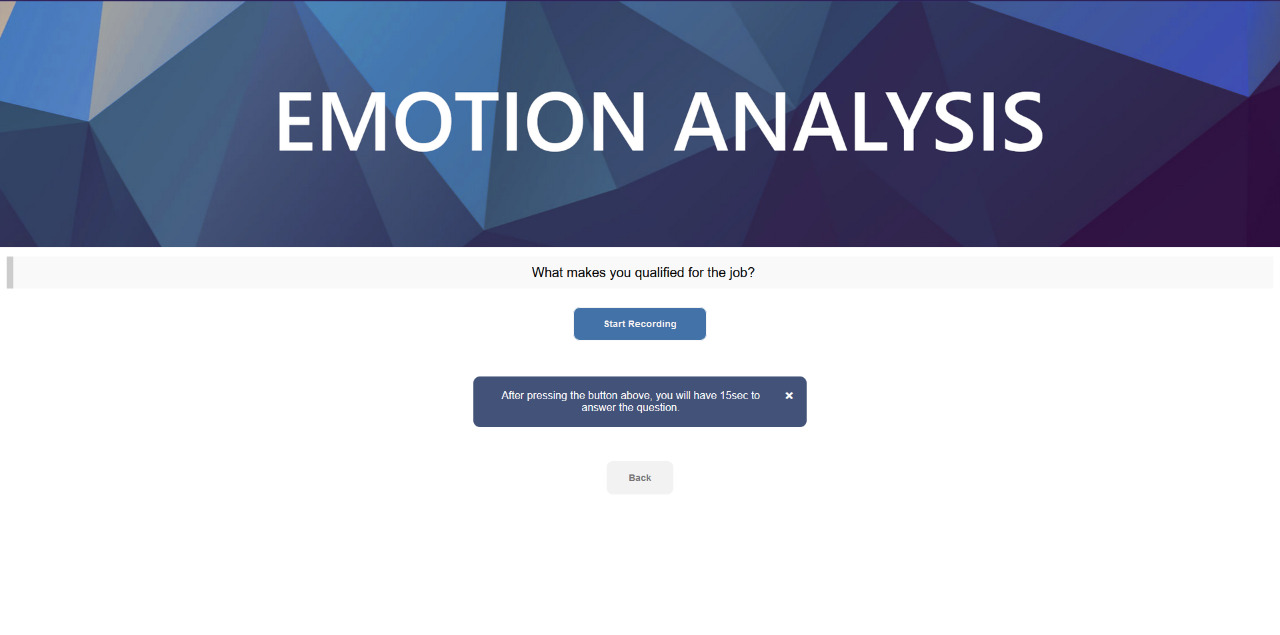 EMOTION ANALYSIS
What makes you qualified for the job?
Start Recording
After pressing the button above, you will have 15sec to
answer the question.
×
Back